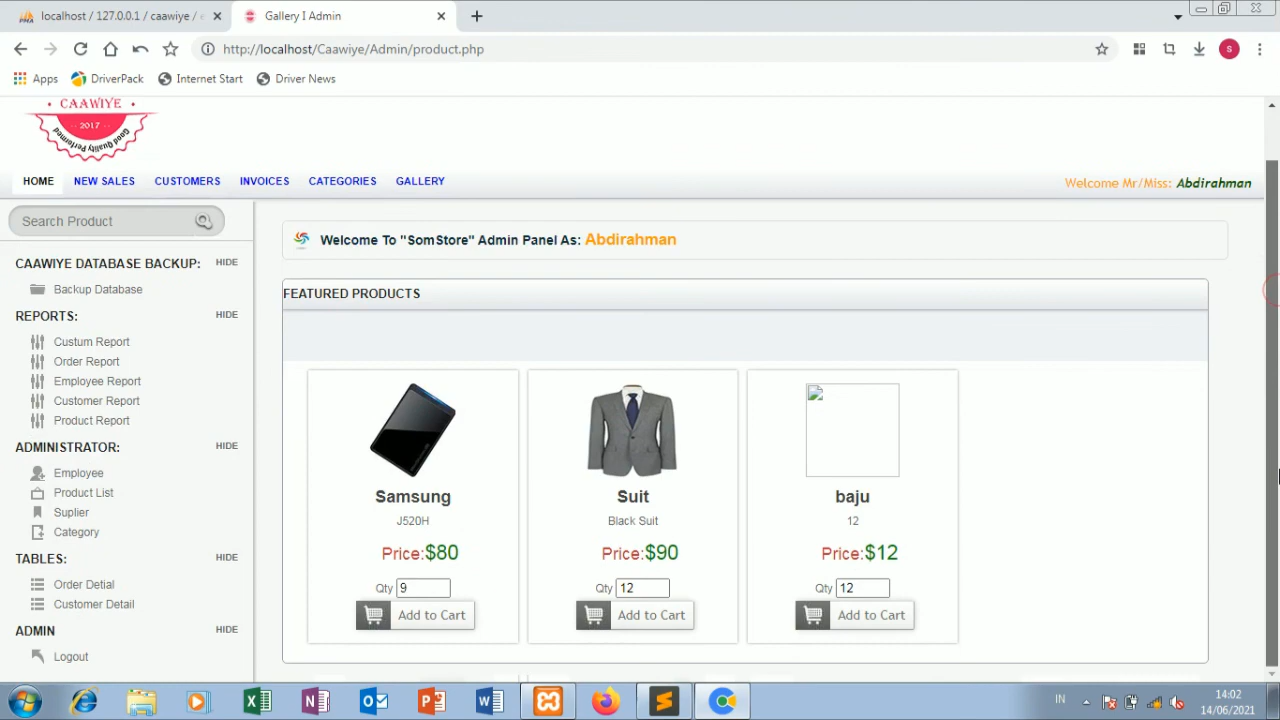 localhost / 127.0.0.1 / caawiye /
Gallery I Admin
http://localhost/Caawiye/Admin/product.php
S
Apps
DriverPack
Internet Start
Driver News
• CAAWIYE •
2017
Good Quality Performed
HOME
NEW SALES
CUSTOMERS
INVOICES
CATEGORIES
GALLERY
Welcome Mr/Miss: Abdirahman
Search Product
Welcome To "SomStore" Admin Panel As: Abdirahman
CAAWIYE DATABASE BACKUP:
HIDE
Backup Database
REPORTS:
HIDE
Custum Report
Order Report
Employee Report
Customer Report
Product Report
ADMINISTRATOR:
HIDE
Employee
Product List
Suplier
Category
TABLES:
HIDE
Order Detial
Customer Detail
ADMIN
HIDE
Logout
FEATURED PRODUCTS
Samsung
J520H
Price:$80
Qty 9
Add to Cart
Suit
Black Suit
Price:$90
Qty 12
Add to Cart
baju
12
Price:$12
Qty 12
Add to Cart
IN
14:02
14/06/2021